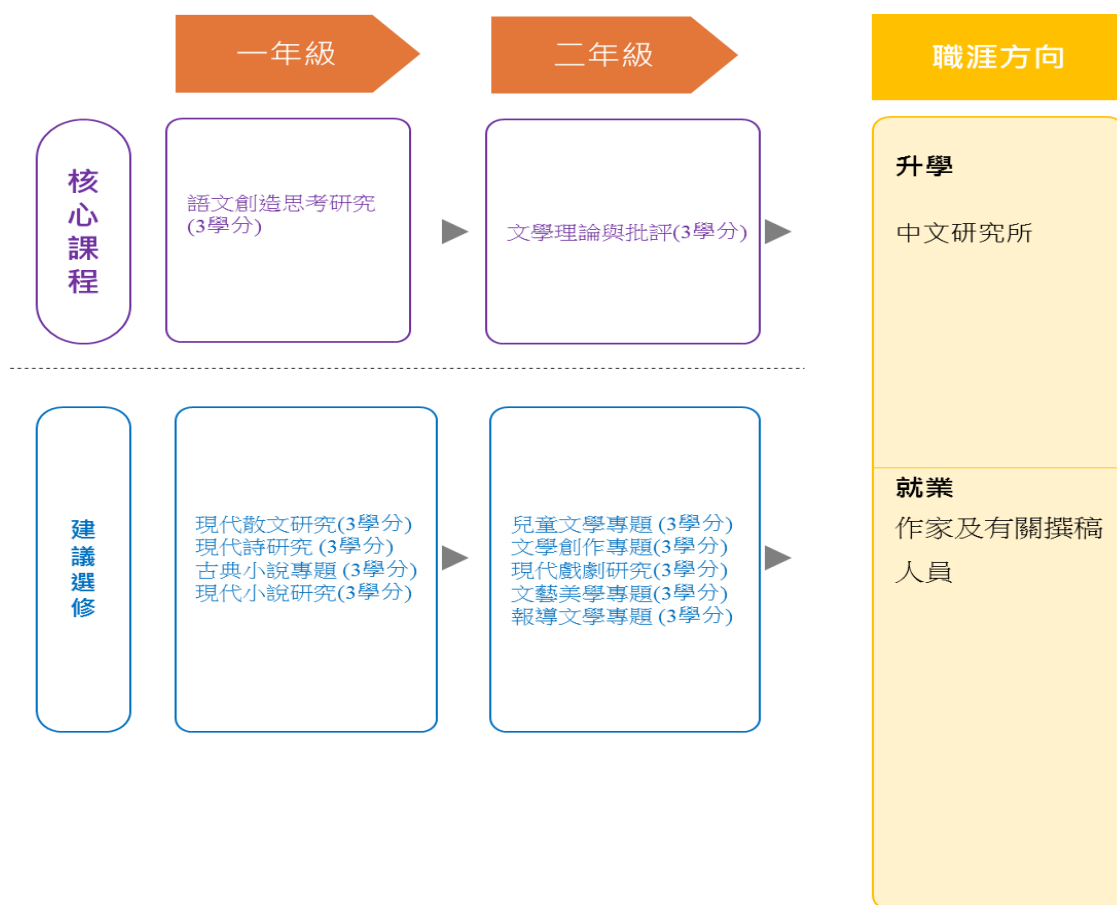 一年級
二年級
職涯方向
核心課程
語文創造思考研究
(3學分)
文學理論與批評(3學分)
升學
中文研究所
建議選修
現代散文研究(3學分)
現代詩研究 (3學分)
古典小說專題 (3學分)
現代小說研究(3學分)
兒童文學專題 (3學分)
文學創作專題(3學分)
現代戲劇研究(3學分)
文藝美學專題(3學分)
報導文學專題 (3學分)
就業
作家及有關撰稿
人員